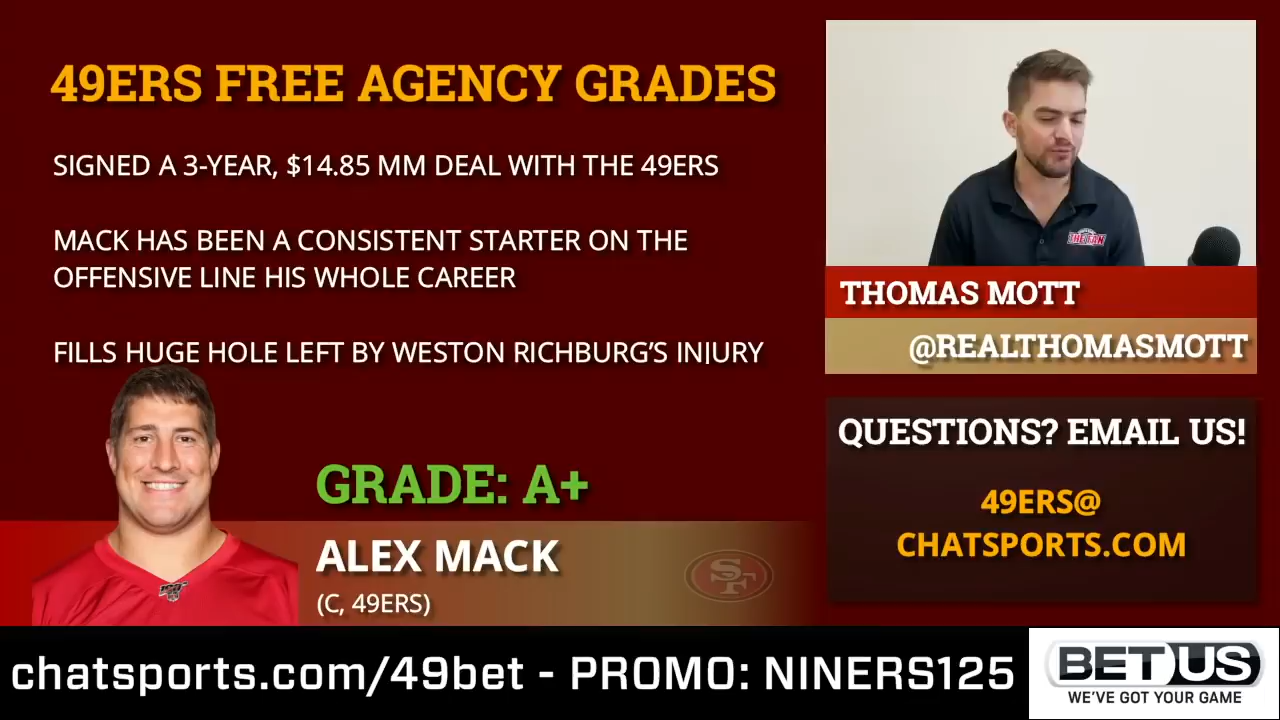 49ERS FREE AGENCY GRADES
SIGNED A 3-YEAR, $14.85 MM DEAL WITH THE 49ERS
MACK HAS BEEN A CONSISTENT STARTER ON THE
OFFENSIVE LINE HIS WHOLE CAREER
FILLS HUGE HOLE LEFT BY WESTON RICHBURG'S INJURY
GRADE: A+
ALEX MACK
(C, 49ERS)
SF
THE FAN
THOMAS MOTT
@REALTHOMASMOTT
QUESTIONS? EMAIL US!
49ERS@
CHATSPORTS.COM
chatsports.com/49bet - PROMO: NINERS125
BETUS
WE'VE GOT YOUR GAME